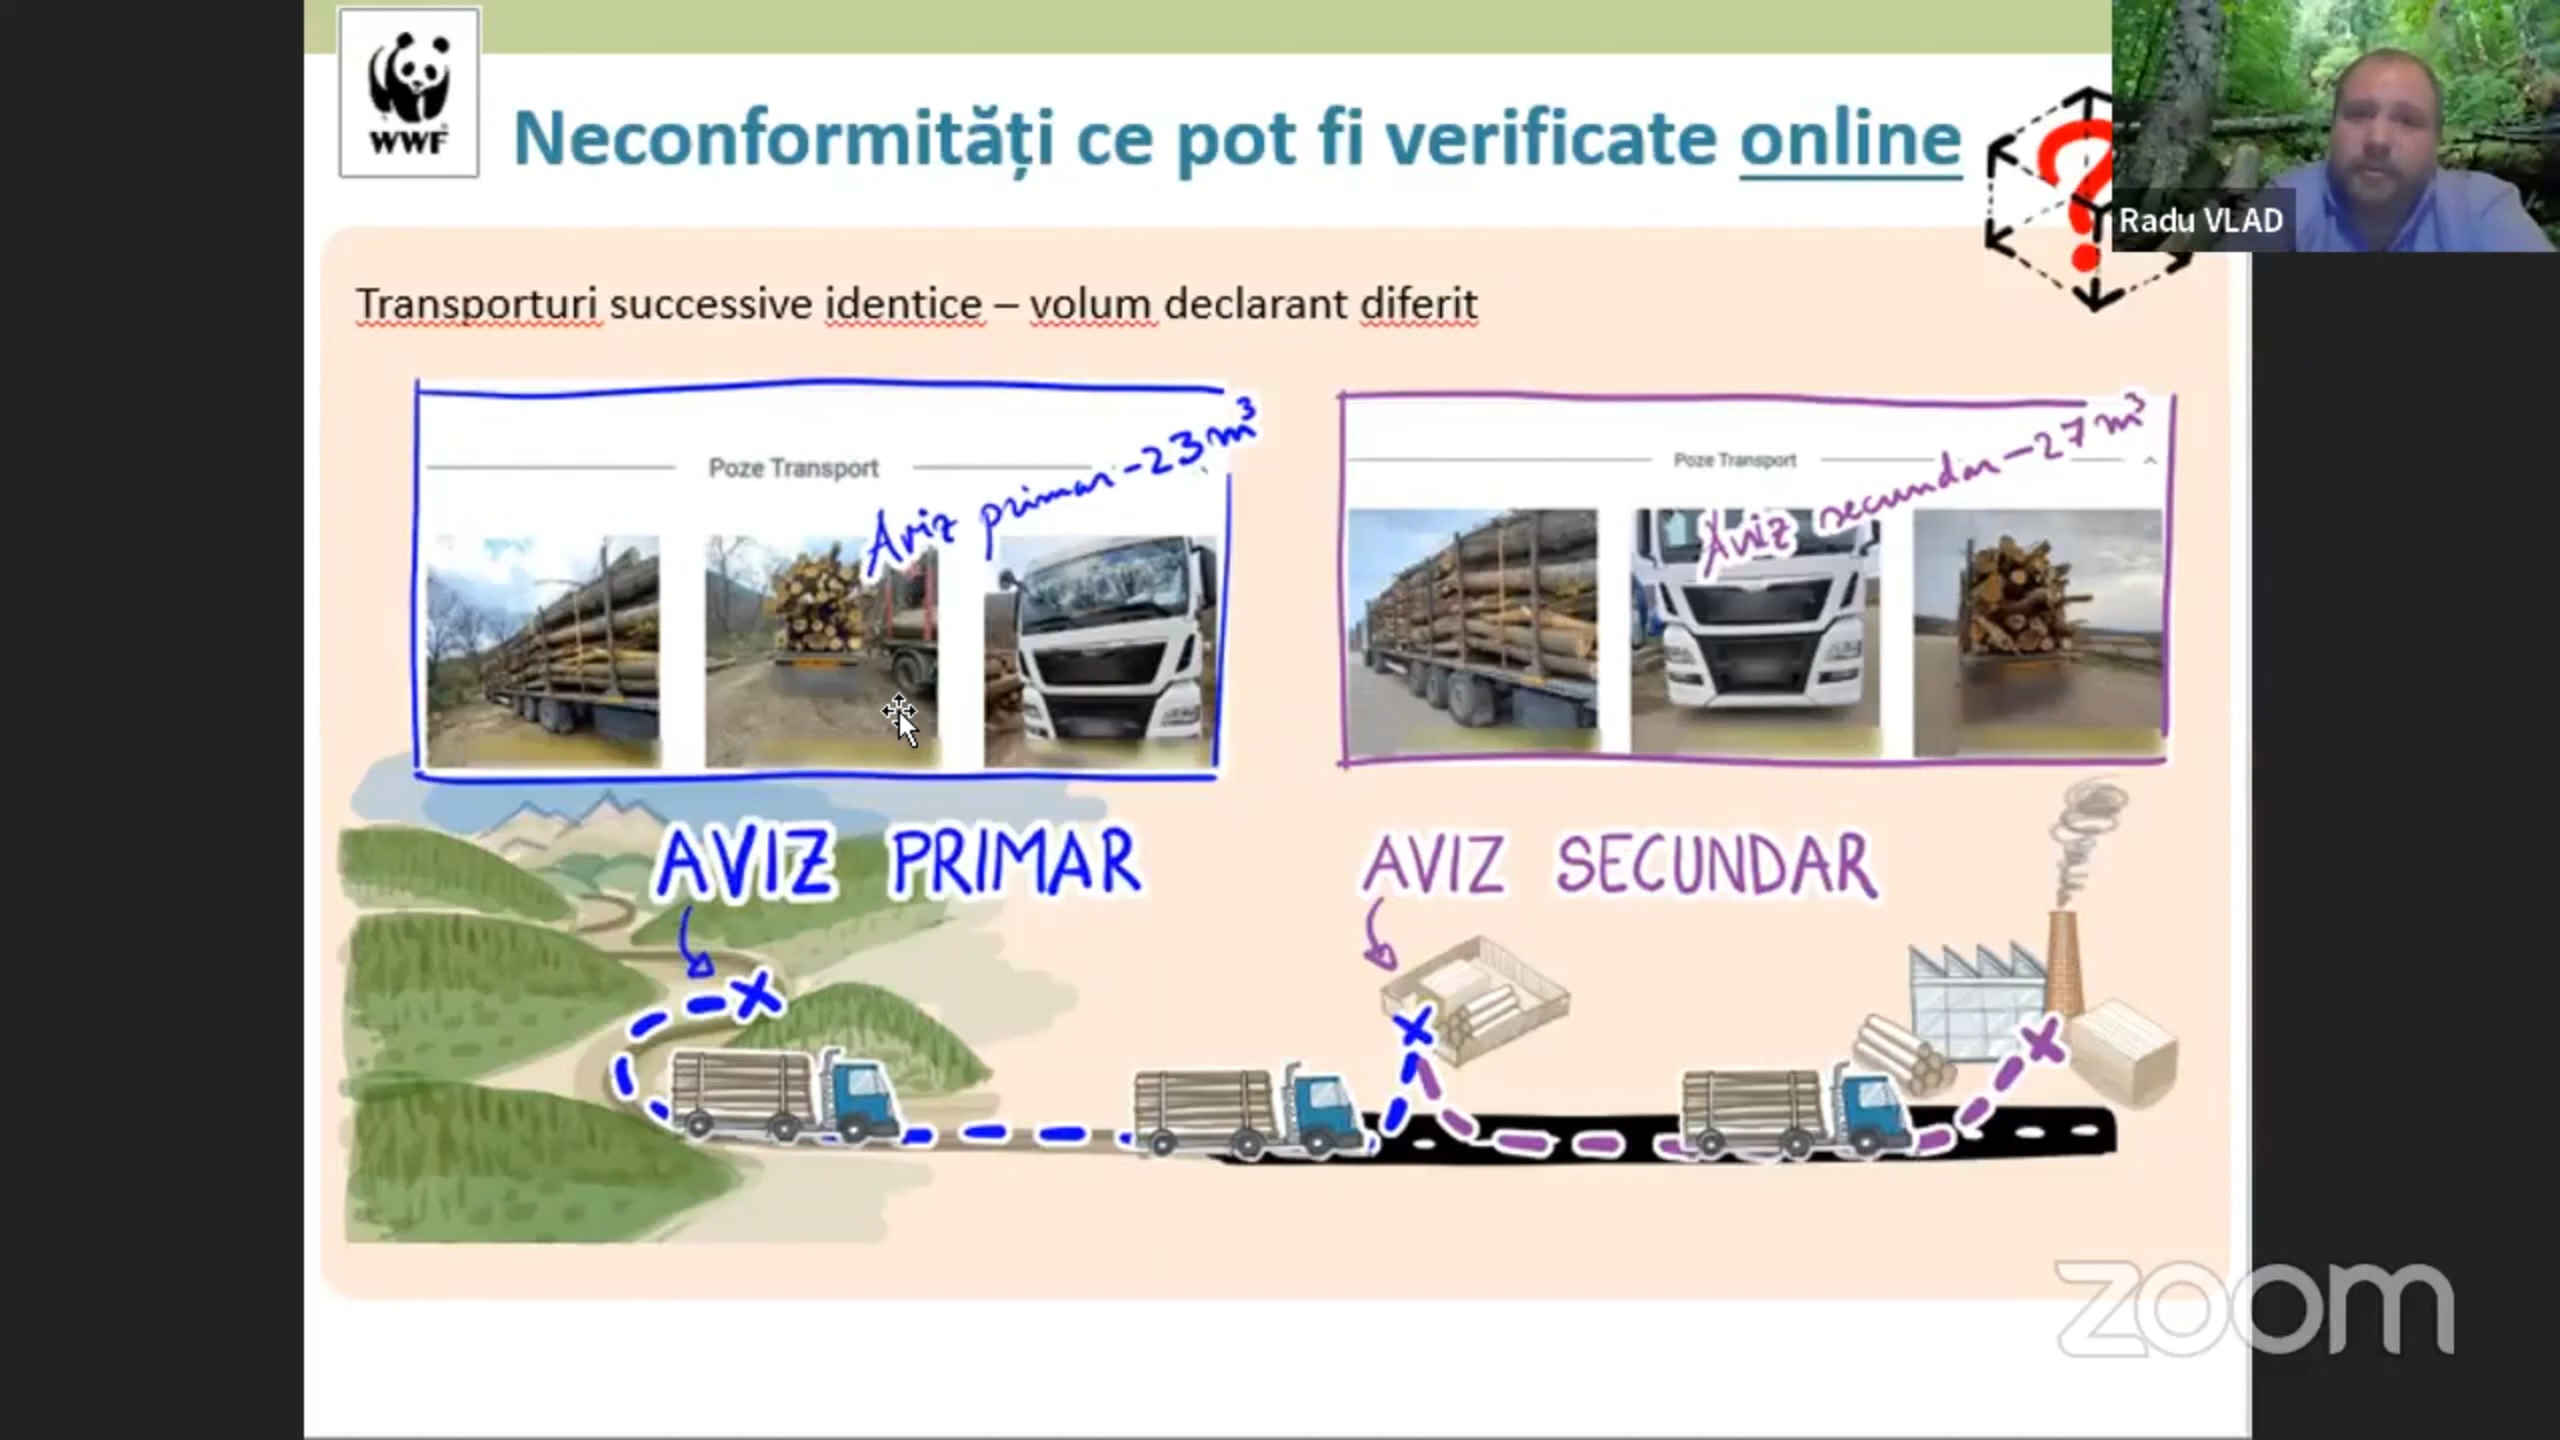 WWF
Neconformități ce pot fi verificate online
Radu VLAD
Transporturi successive identice – volum declarant diferit
Poze Transport
Aviz primar - 23 m³
Poze Transport
Aviz secundar - 27 m³
AVIZ PRIMAR
AVIZ SECUNDAR
zoom